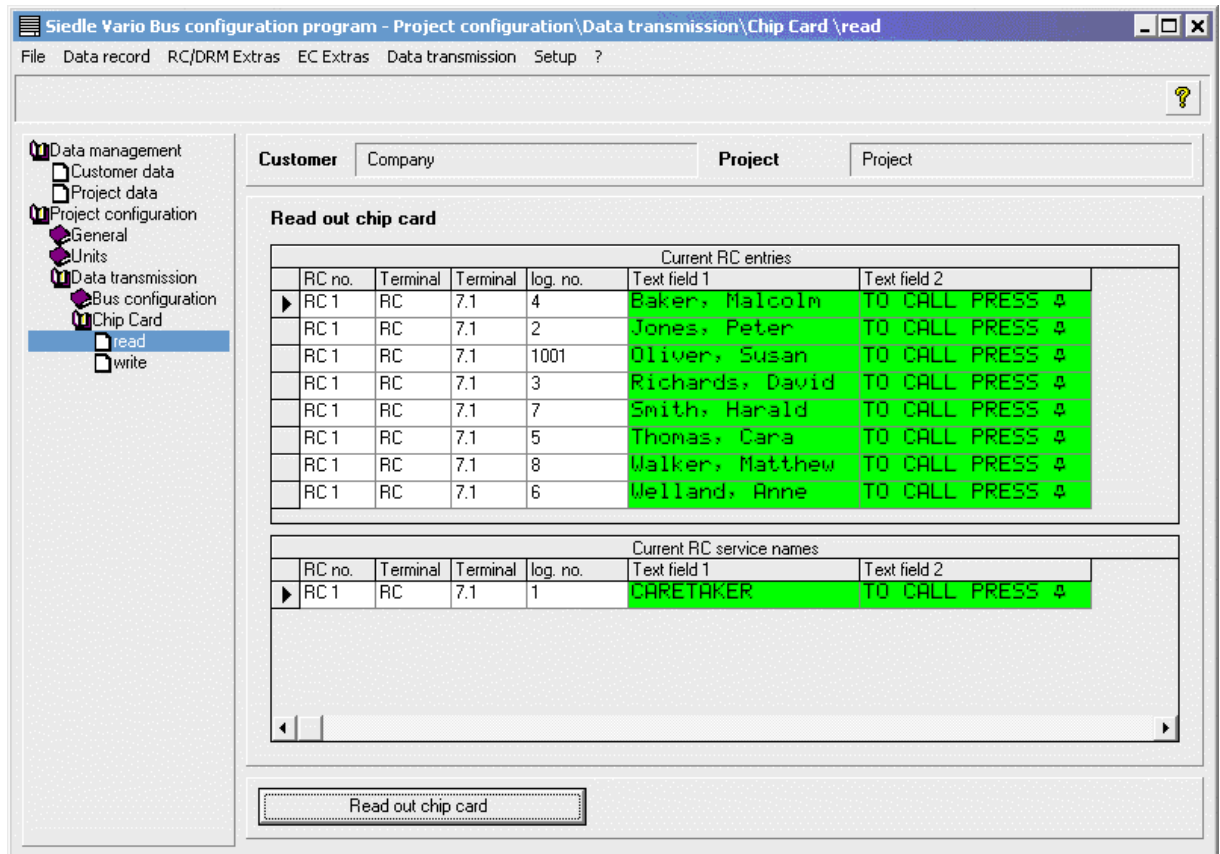 Siedle Vario Bus configuration program - Project configuration\Data transmission\Chip Card \read
File Data record RC/DRM Extras EC Extras Data transmission Setup ?
Data management
Customer data
Project data
Project configuration
General
Units
Data transmission
Bus configuration
Chip Card
read
write
Customer Company Project Project
Read out chip card
Current RC entries
RC no. Terminal Terminal log. no. Text field 1 Text field 2
RC 1 RC 7.1 4 Baker, Malcolm TO CALL PRESS
RC 1 RC 7.1 2 Jones, Peter TO CALL PRESS
RC 1 RC 7.1 1001 Oliver, Susan TO CALL PRESS
RC 1 RC 7.1 3 Richards, David TO CALL PRESS
RC 1 RC 7.1 7 Smith, Harald TO CALL PRESS
RC 1 RC 7.1 5 Thomas, Cara TO CALL PRESS
RC 1 RC 7.1 8 Walker, Matthew TO CALL PRESS
RC 1 RC 7.1 6 Welland, Anne TO CALL PRESS
Current RC service names
RC no. Terminal Terminal log. no. Text field 1 Text field 2
RC 1 RC 7.1 1 CARETAKER TO CALL PRESS
Read out chip card